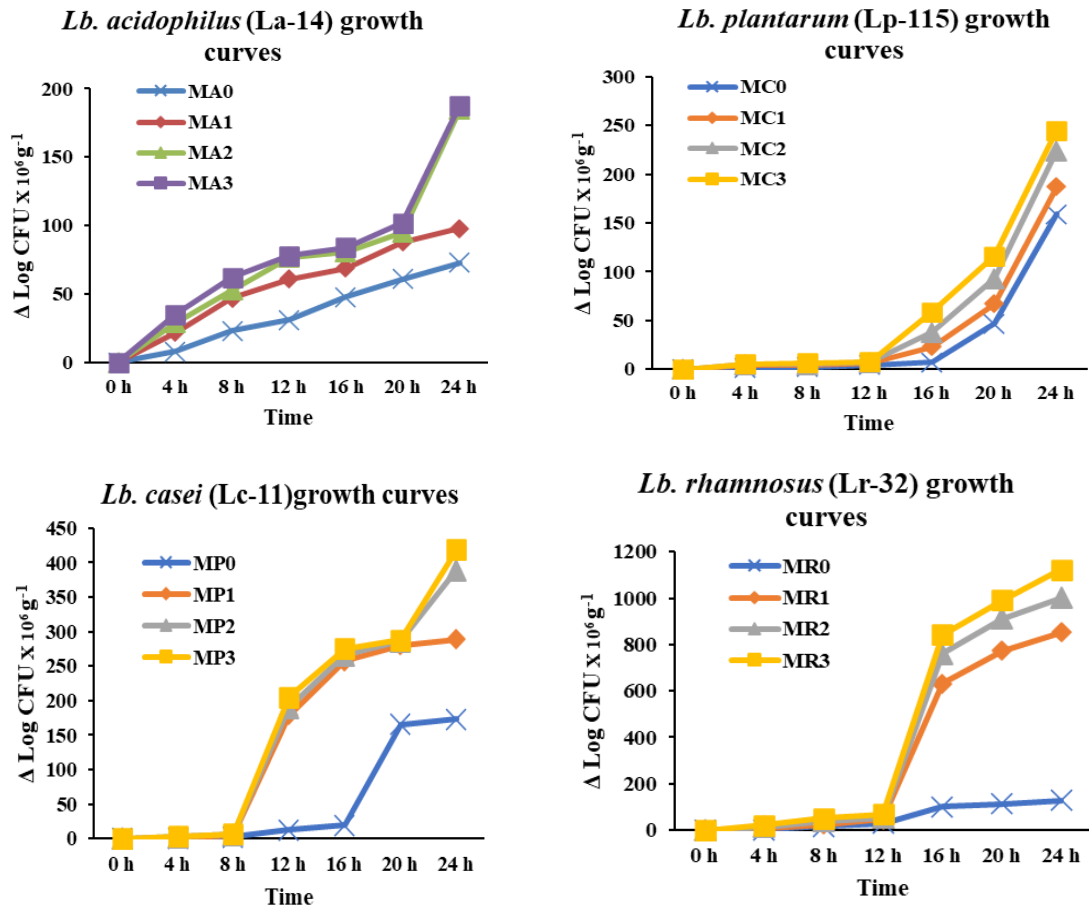 Lb. acidophilus (La-14) growth
curves
Δ Log CFU X 10⁶ g⁻¹
200
150
100
50
0
MA0
MA1
MA2
MA3
0 h 4 h 8 h 12 h 16 h 20 h 24 h
Time
Lb. plantarum (Lp-115) growth
curves
Δ Log CFU X 10⁶ g⁻¹
300
250
200
150
100
50
0
MC0
MC1
MC2
MC3
0 h 4 h 8 h 12 h 16 h 20 h 24 h
Time
Lb. casei (Lc-11)growth curves
Δ Log CFU X 10⁶ g⁻¹
450
400
350
300
250
200
150
100
50
0
MP0
MP1
MP2
MP3
0 h 4 h 8 h 12 h 16 h 20 h 24 h
Time
Lb. rhamnosus (Lr-32) growth
curves
Δ Log CFU X 10⁶ g⁻¹
1200
1000
800
600
400
200
0
MR0
MR1
MR2
MR3
0 h 4 h 8 h 12 h 16 h 20 h 24 h
Time